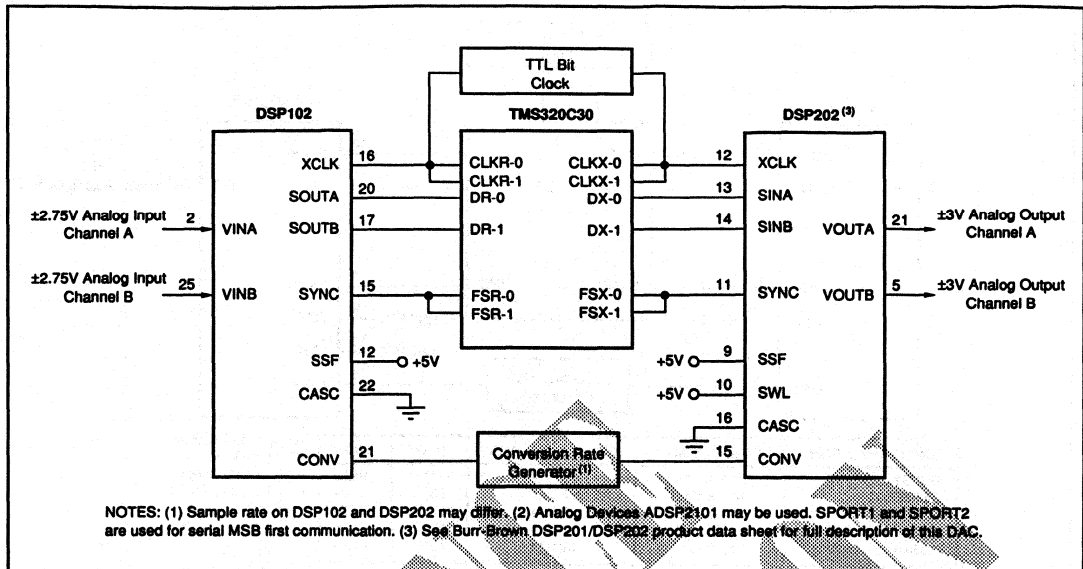 TTL Bit
Clock
DSP102
TMS320C30
DSP202 (3)
XCLK 16 CLKR-0 CLKX-0 12 XCLK
CLKR-1 CLKX-1
SOUTA 20 DR-0 DX-0 13 SINA
±2.75V Analog Input
Channel A
2 VINA
SOUTB 17 DR-1 DX-1 14 SINB
VOUTA 21
±3V Analog Output
Channel A
±2.75V Analog Input
Channel B
25 VINB
SYNC 15 FSR-0 FSX-0 11 SYNC
FSR-1 FSX-1
VOUTB 5
±3V Analog Output
Channel B
SSF 12 +5V
+5V 9 SSF
CASC 22
+5V 10 SWL
16 CASC
CONV 21
Conversion Rate
Generator (1)
15 CONV
NOTES: (1) Sample rate on DSP102 and DSP202 may differ. (2) Analog Devices ADSP2101 may be used. SPORT1 and SPORT2
are used for serial MSB first communication. (3) See Burr-Brown DSP201/DSP202 product data sheet for full description of this DAC.